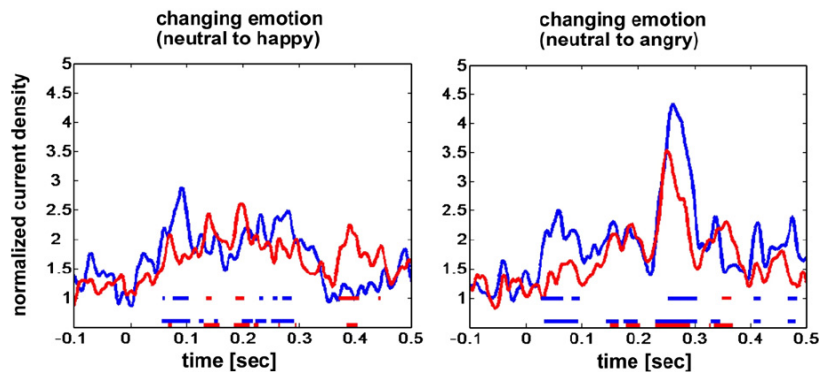 changing emotion
(neutral to happy)
changing emotion
(neutral to angry)
normalized current density
5
4.5
4
3.5
3
2.5
2
1.5
1
-0.1 0 0.1 0.2 0.3 0.4 0.5
time [sec]
5
4.5
4
3.5
3
2.5
2
1.5
1
-0.1 0 0.1 0.2 0.3 0.4 0.5
time [sec]